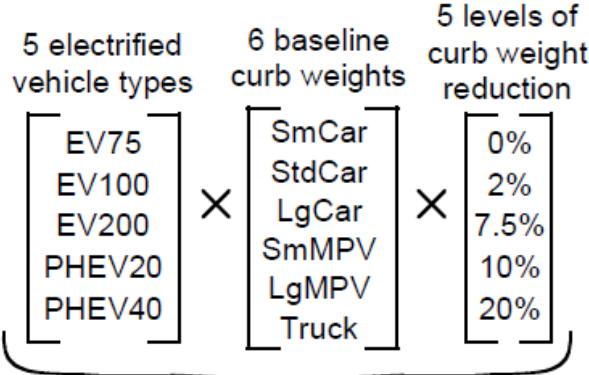 5 electrified
vehicle types
6 baseline
curb weights
5 levels of
curb weight
reduction
EV75
EV100
EV200
PHEV20
PHEV40
×
SmCar
StdCar
LgCar
SmMPV
LgMPV
Truck
×
0%
2%
7.5%
10%
20%